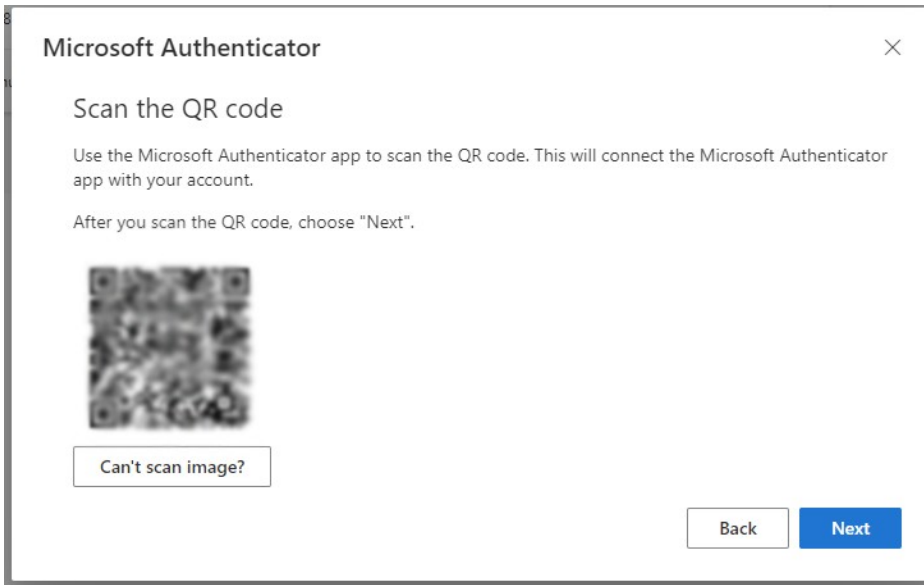 Microsoft Authenticator
Scan the QR code
Use the Microsoft Authenticator app to scan the QR code. This will connect the Microsoft Authenticator
app with your account.
After you scan the QR code, choose "Next".
Can't scan image?
Back
Next